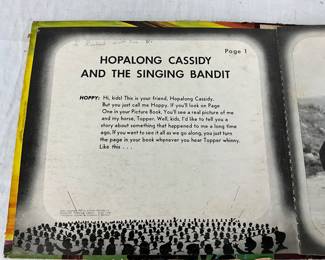 Page 1
HOPALONG CASSIDY
AND THE SINGING BANDIT
HOPPY: Hi, kids! This is your friend, Hopalong Cassidy.
But you just call me Hoppy. If you'll look on Page
One in your Picture Book, You'll see a real picture of me
and my horse, Topper. Well, kids, I'd like to tell you a
story about something that happened to me a long time
ago. If you want to see it all as we go along, you just turn
the page in your book whenever you hear Topper whinny.
Like this . . .